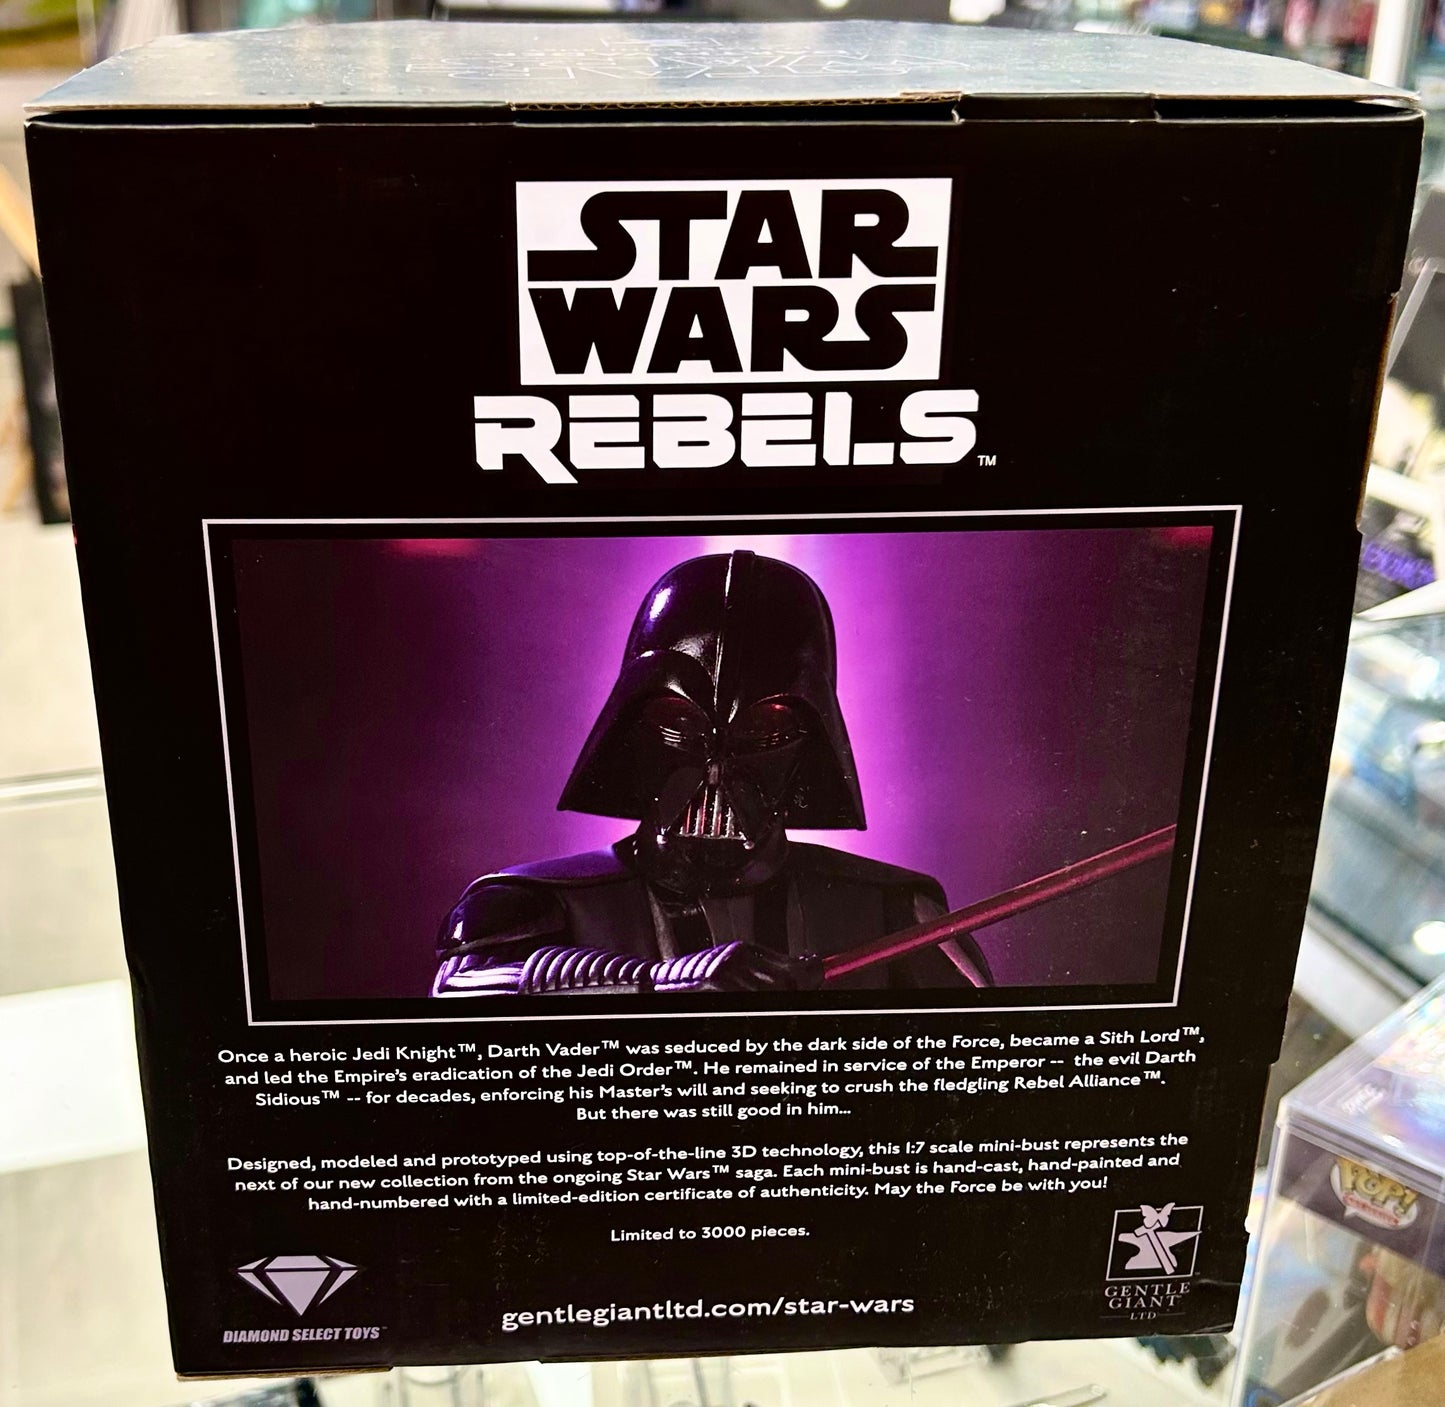 STAR
WARS
REBELS™
Once a heroic Jedi Knight™, Darth Vader™ was seduced by the dark side of the Force, became a Sith Lord™,
and led the Empire's eradication of the Jedi Order™. He remained in service of the Emperor -- the evil Darth
Sidious™ -- for decades, enforcing his Master's will and seeking to crush the fledgling Rebel Alliance™.
But there was still good in him...
Designed, modeled and prototyped using top-of-the-line 3D technology, this 1:7 scale mini-bust represents the
next of our new collection from the ongoing Star Wars™ saga. Each mini-bust is hand-cast, hand-painted and
hand-numbered with a limited-edition certificate of authenticity. May the Force be with you!
Limited to 3000 pieces.
gentlegiantltd.com/star-wars
DIAMOND SELECT TOYS™
GENTLE
GIANT™
LTD
POP!